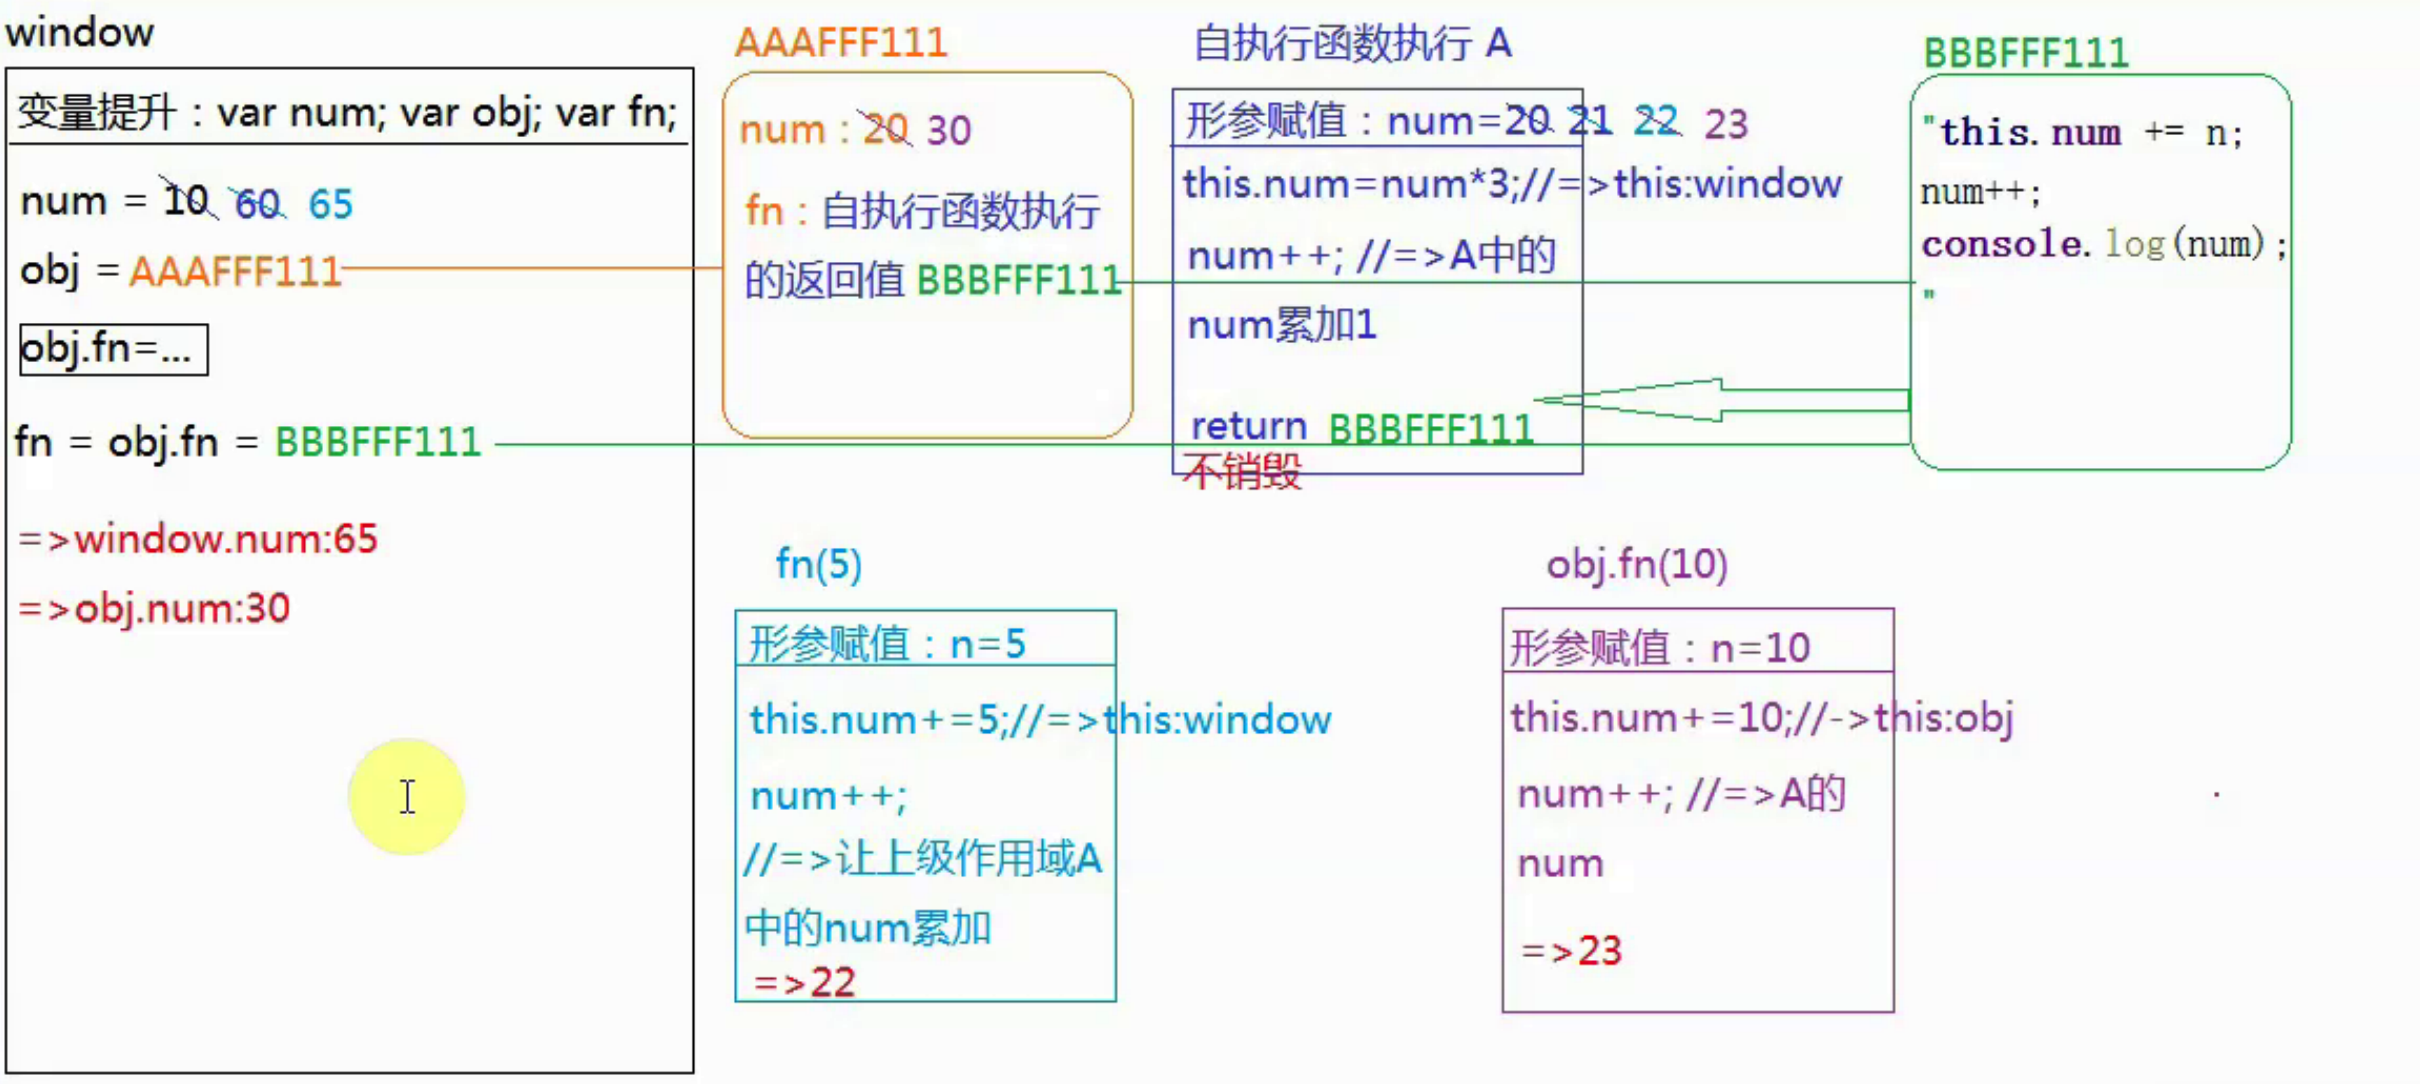 window
变量提升：var num; var obj; var fn;
num = 10 60 65
obj = AAAFFF111
obj.fn=...
fn = obj.fn = BBBFFF111
=>window.num:65
=>obj.num:30
AAAFFF111
num : 20 30
fn : 自执行函数执行
的返回值 BBBFFF111
自执行函数执行 A
形参赋值：num=20 21 22 23
this.num=num*3;//=>this:window
num++; //=>A中的
num累加1
return BBBFFF111
不销毁
BBBFFF111
"this.num += n;
num++;
console.log(num);
"
fn(5)
形参赋值：n=5
this.num+=5;//=>this:window
num++;
//=>让上级作用域A
中的num累加
=>22
obj.fn(10)
形参赋值：n=10
this.num+=10;//->this:obj
num++; //=>A的
num
=>23